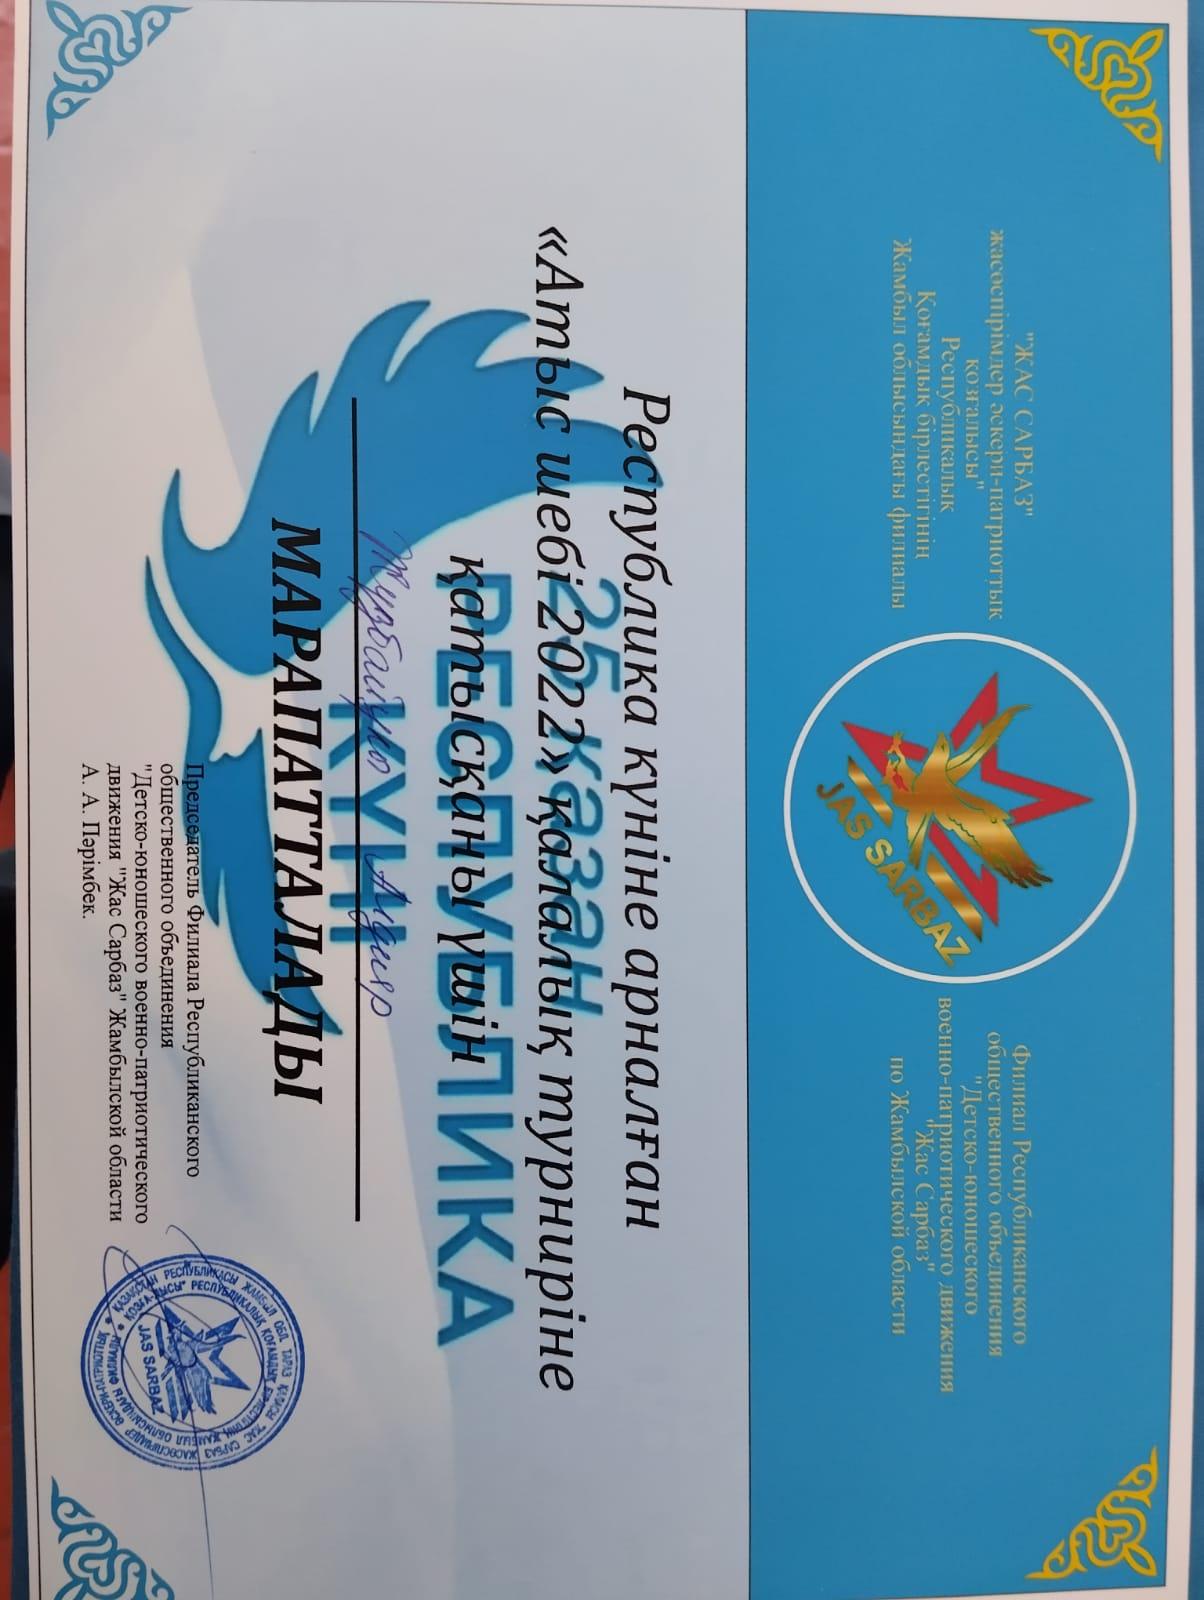 "ЖАС САРБАЗ"
жасөспірімдер әскери-патриоттық
қозғалысы"
Республикалық
Қоғамдық бірлестігінің
Жамбыл облысындағы филиалы
JAS SARBAZ
Филиал Республиканского
общественного объединения
"Детско-юношеского
военно-патриотического движения
"Жас Сарбаз"
по Жамбылской области
Республика күніне арналған
«Атыс шебі 2022» қалалық турниріне
қатысқаны үшін
25 қазан
РЕСПУБЛИКА
КҮНІ
МАРАПАТТАЛАДЫ
Председатель Филиала Республиканского
общественного объединения
"Детско-юношеского военно-патриотического
движения "Жас Сарбаз" Жамбылской области
А. А. Пәрімбек.
JAS SARBAZ